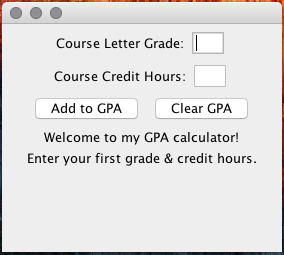 Course Letter Grade:
Course Credit Hours:
Add to GPA Clear GPA
Welcome to my GPA calculator!
Enter your first grade & credit hours.